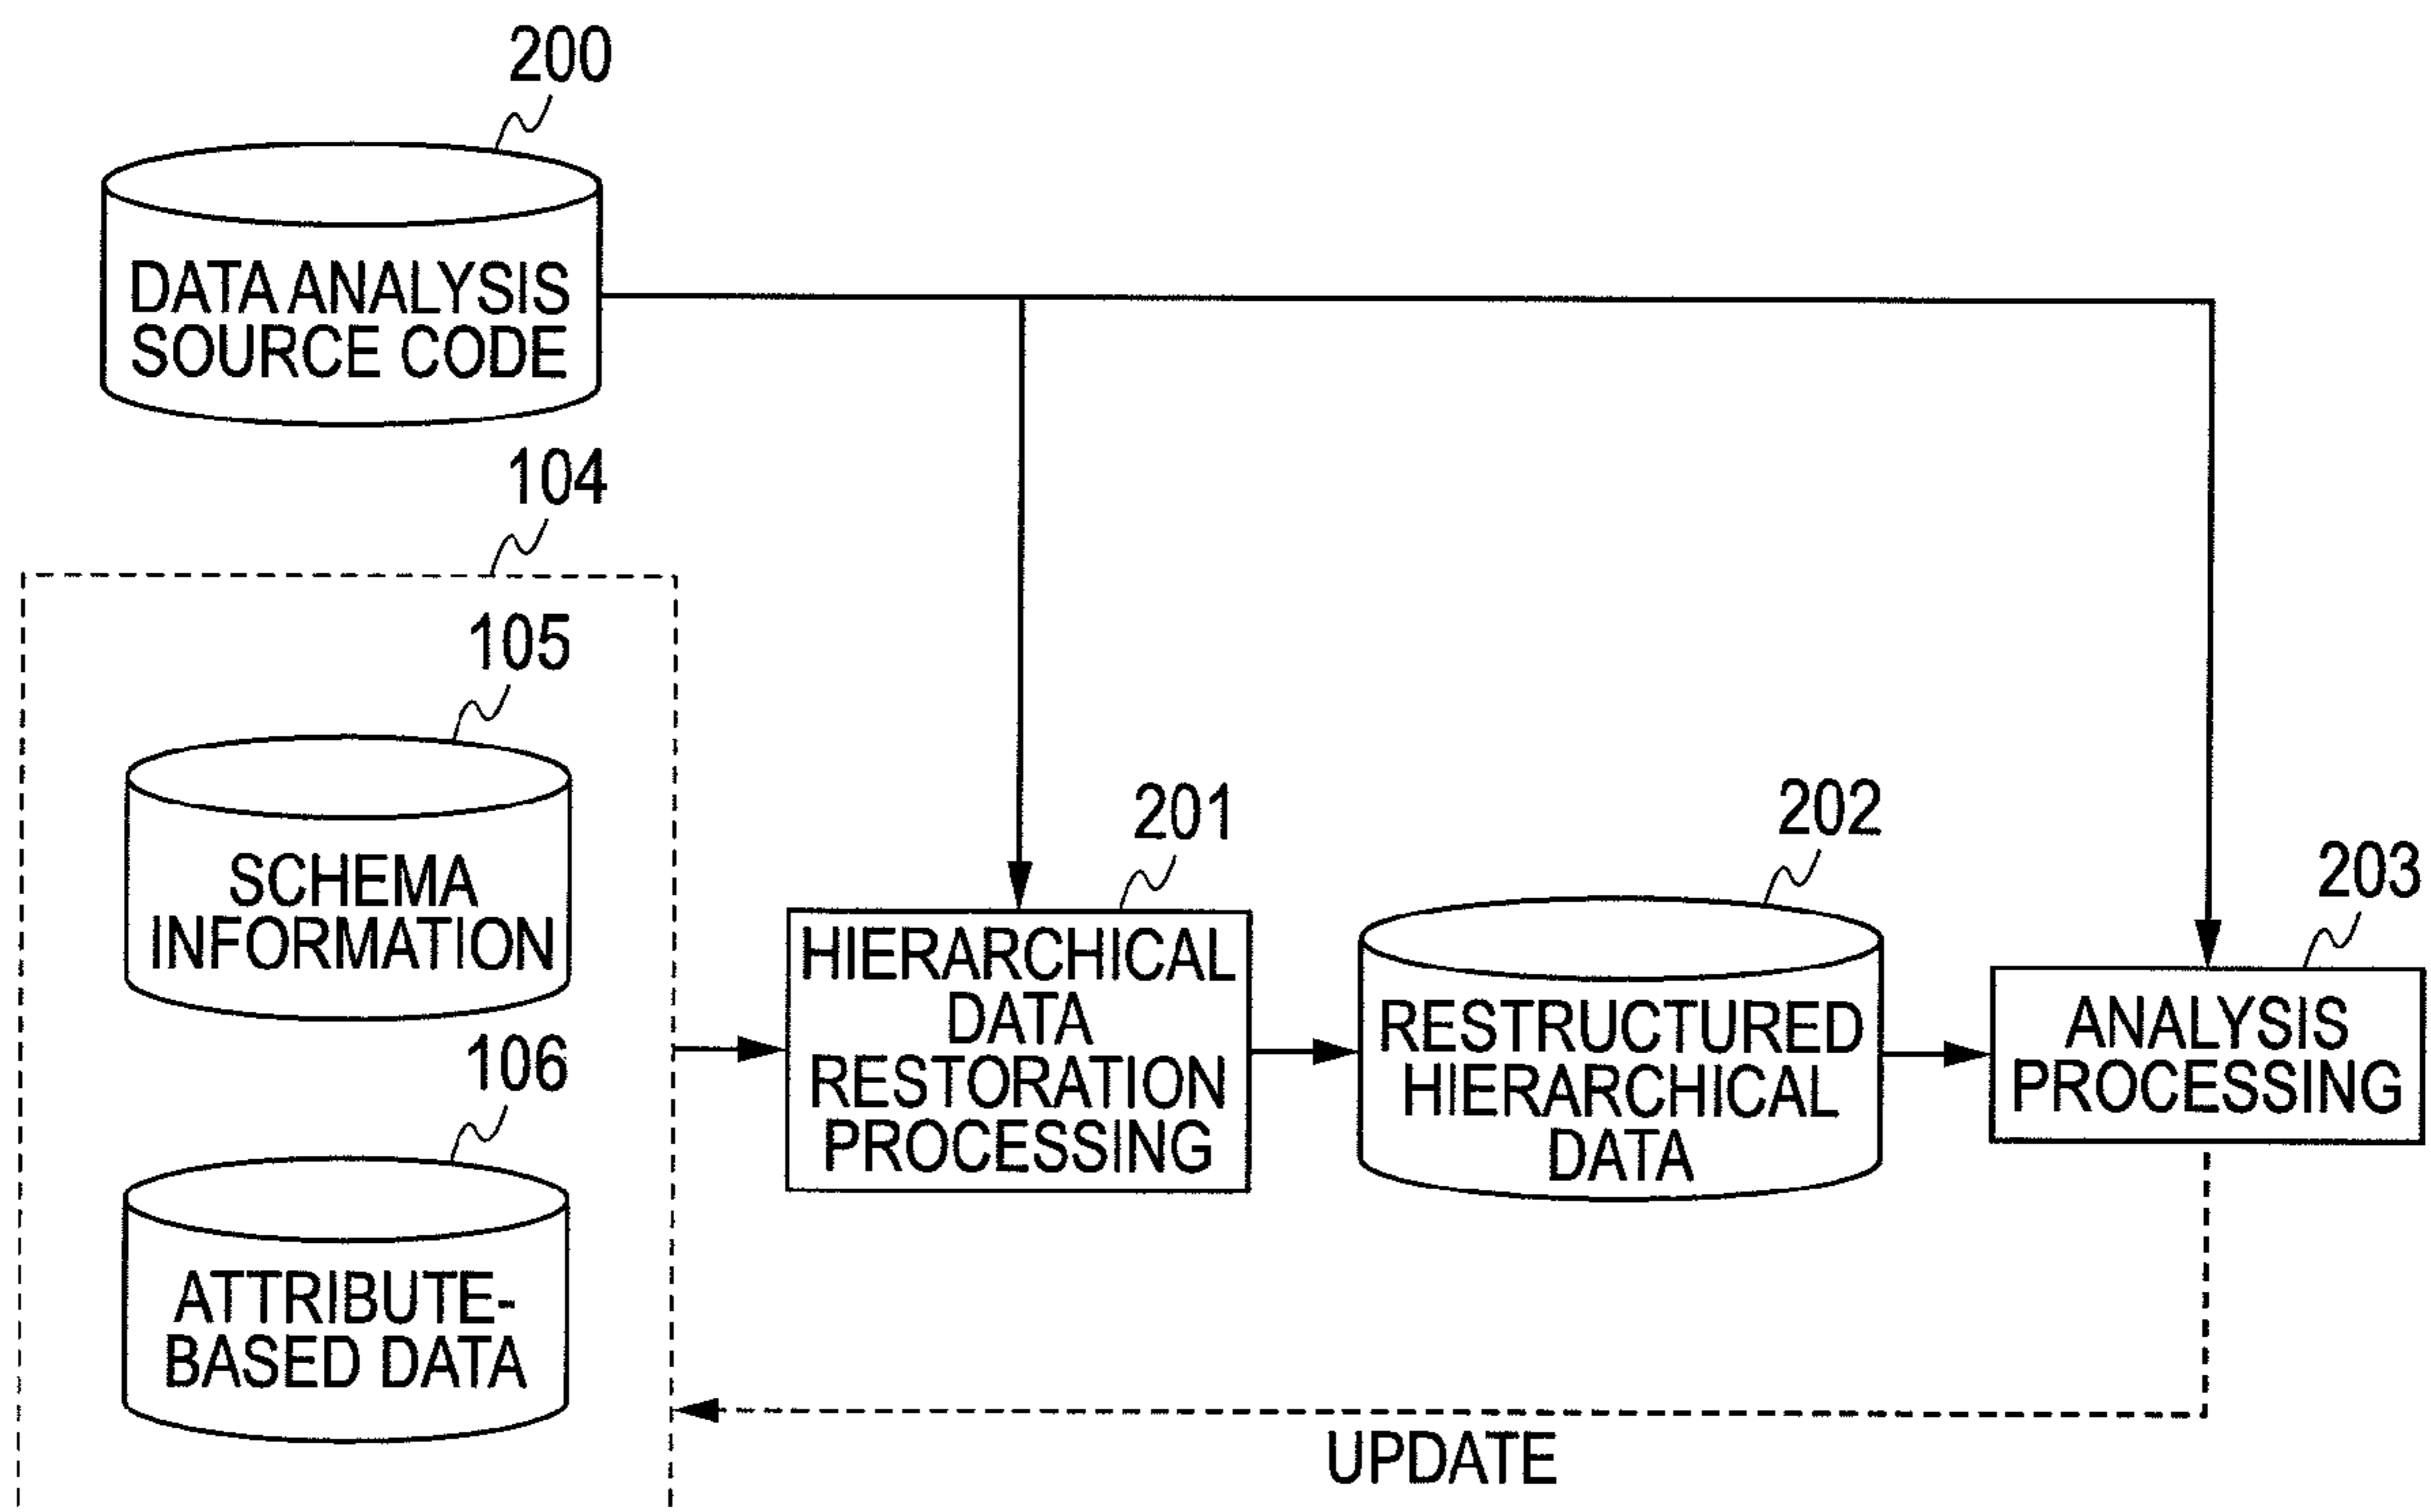 200
DATA ANALYSIS
SOURCE CODE
104
105
SCHEMA
INFORMATION
106
ATTRIBUTE-
BASED DATA
201
HIERARCHICAL
DATA
RESTORATION
PROCESSING
202
RESTRUCTURED
HIERARCHICAL
DATA
203
ANALYSIS
PROCESSING
UPDATE